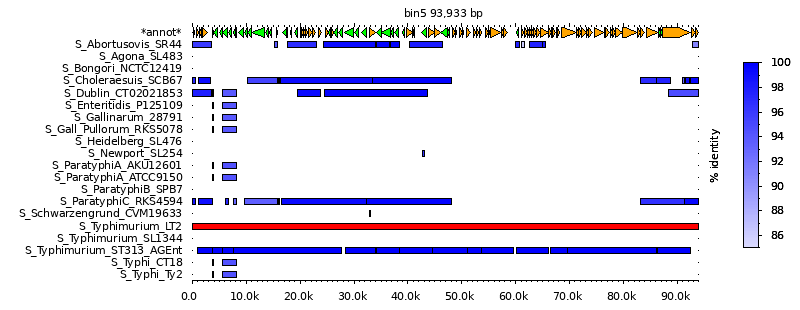 bin5 93,933 bp
*annot*
S_Abortusovis_SR44
S_Agona_SL483
S_Bongori_NCTC12419
S_Choleraesuis_SCB67
S_Dublin_CT02021853
S_Enteritidis_P125109
S_Gallinarum_28791
S_Gall_Pullorum_RKS5078
S_Heidelberg_SL476
S_Newport_SL254
S_ParatyphiA_AKU12601
S_ParatyphiA_ATCC9150
S_ParatyphiB_SPB7
S_ParatyphiC_RKS4594
S_Schwarzengrund_CVM19633
S_Typhimurium_LT2
S_Typhimurium_SL1344
S_Typhimurium_ST313_AGEnt
S_Typhi_CT18
S_Typhi_Ty2
0.0 10.0k 20.0k 30.0k 40.0k 50.0k 60.0k 70.0k 80.0k 90.0k
% identity
100
98
96
94
92
90
88
86